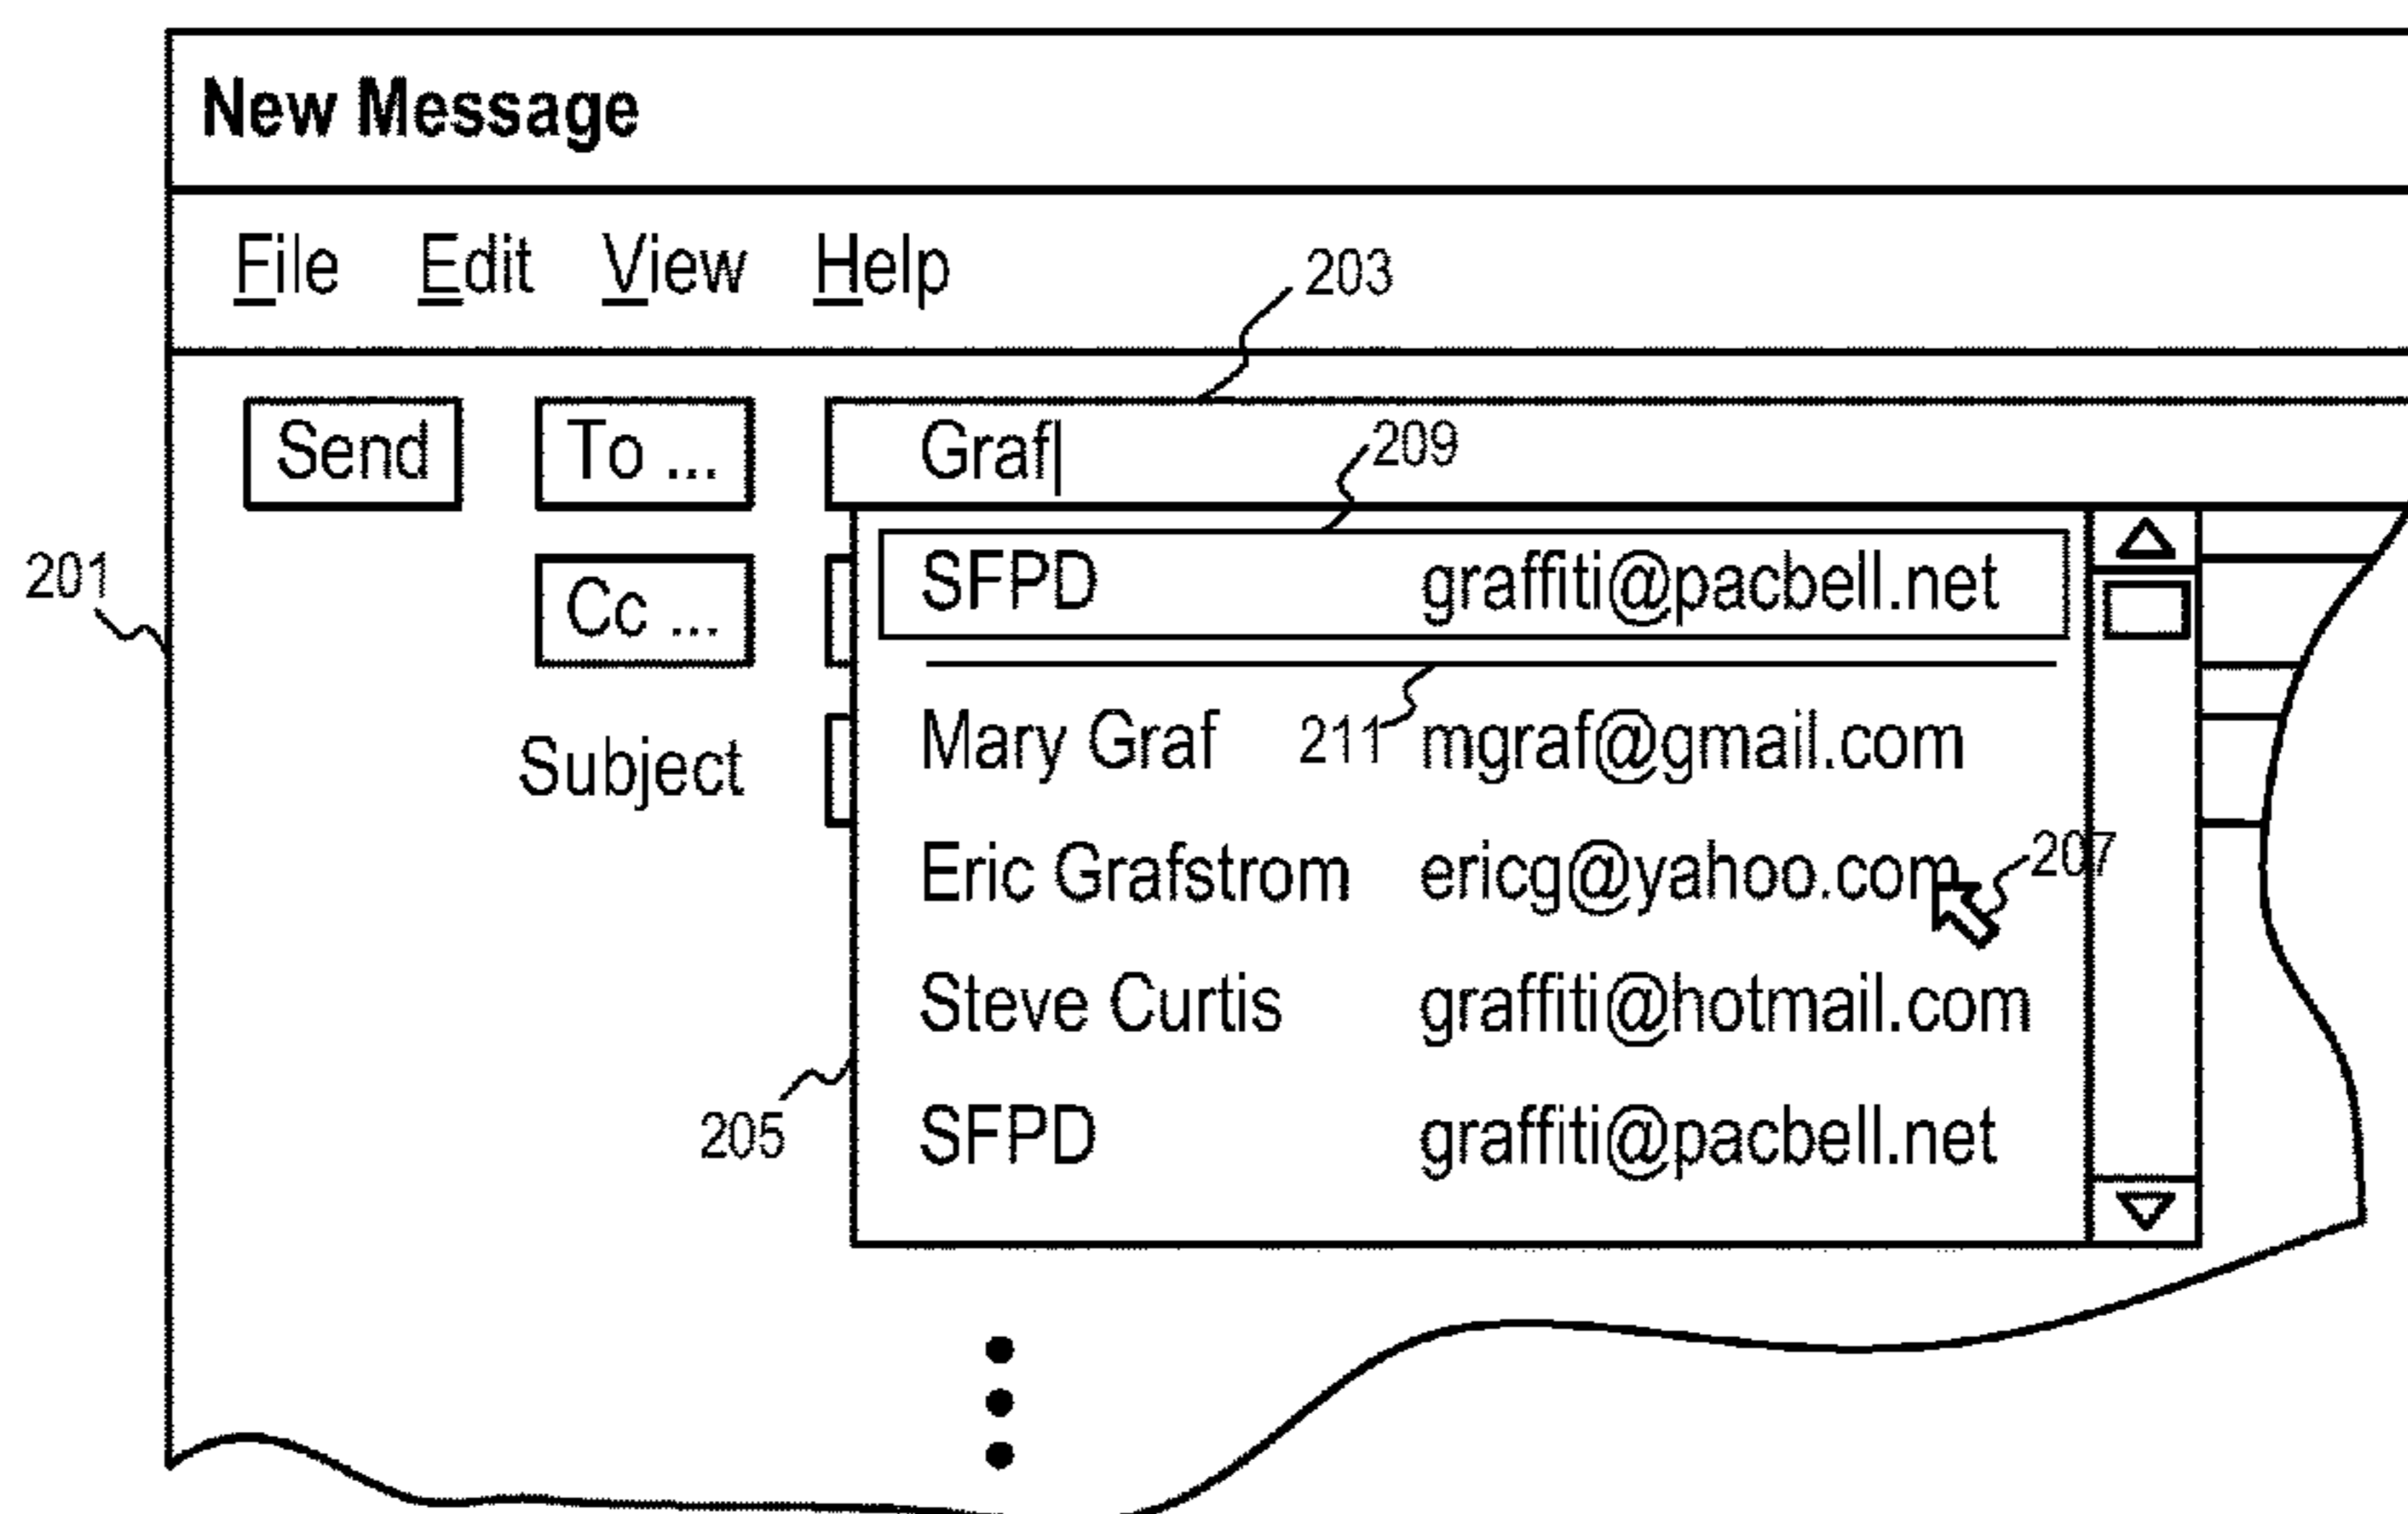 New Message
File Edit View Help
203
Send To ... Graf
209
SFPD graffiti@pacbell.net
201
Cc ...
Mary Graf 211 mgraf@gmail.com
Subject
Eric Grafstrom ericg@yahoo.com 207
Steve Curtis graffiti@hotmail.com
205
SFPD graffiti@pacbell.net